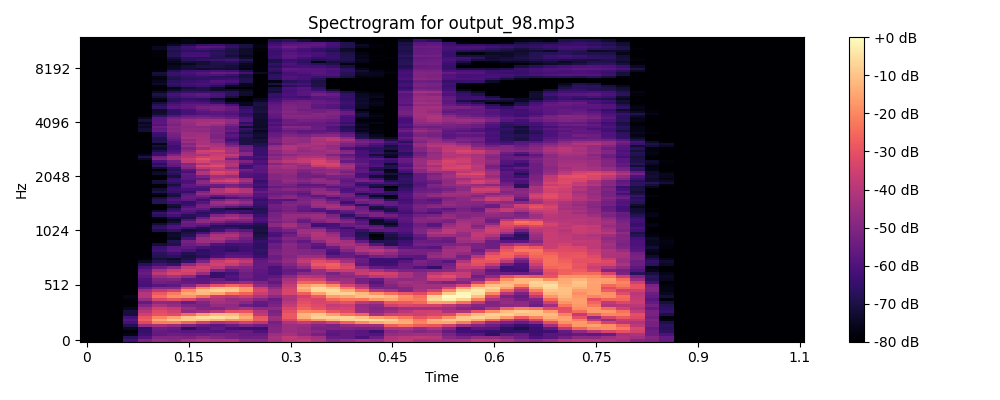 Spectrogram for output_98.mp3
Hz
8192
4096
2048
1024
512
0
0
0.15
0.3
0.45
0.6
0.75
0.9
1.1
Time
+0 dB
-10 dB
-20 dB
-30 dB
-40 dB
-50 dB
-60 dB
-70 dB
-80 dB